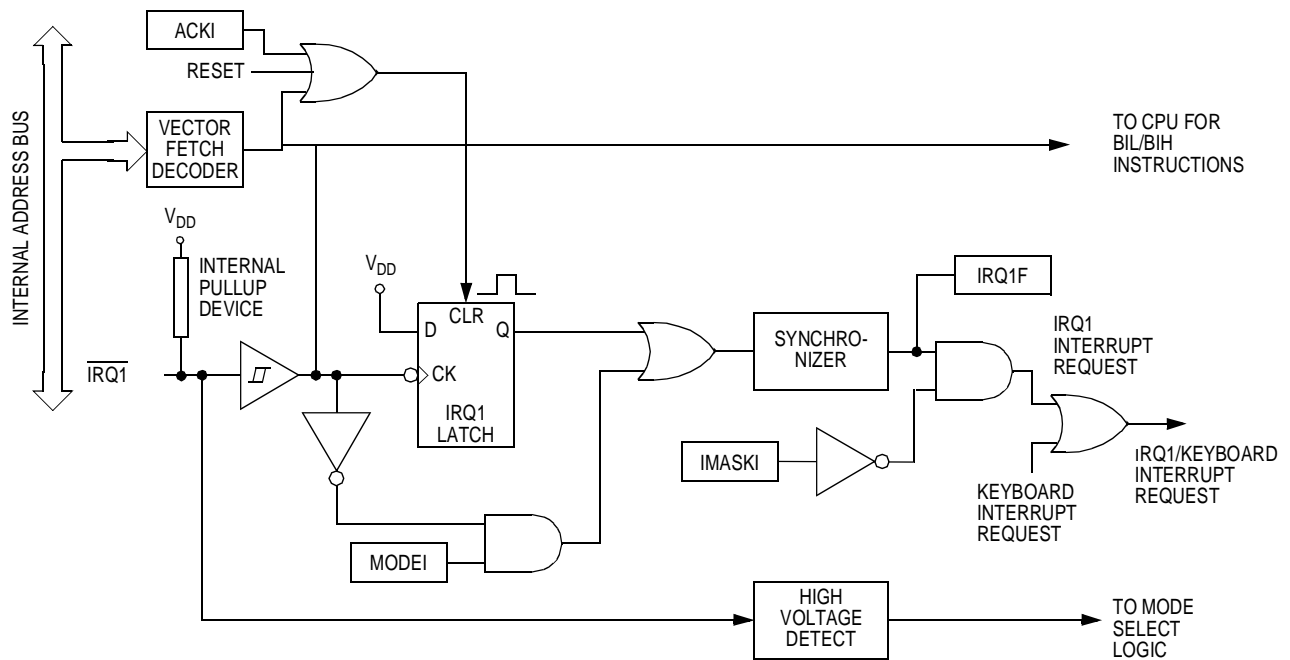 ACKI
RESET
INTERNAL ADDRESS BUS
VECTOR
FETCH
DECODER
TO CPU FOR
BIL/BIH
INSTRUCTIONS
VDD
INTERNAL
PULLUP
DEVICE
VDD
IRQ1
D
CLR
Q
CK
IRQ1
LATCH
SYNCHRO-
NIZER
IRQ1F
IRQ1
INTERRUPT
REQUEST
IMASKI
KEYBOARD
INTERRUPT
REQUEST
IRQ1/KEYBOARD
INTERRUPT
REQUEST
MODEI
HIGH
VOLTAGE
DETECT
TO MODE
SELECT
LOGIC